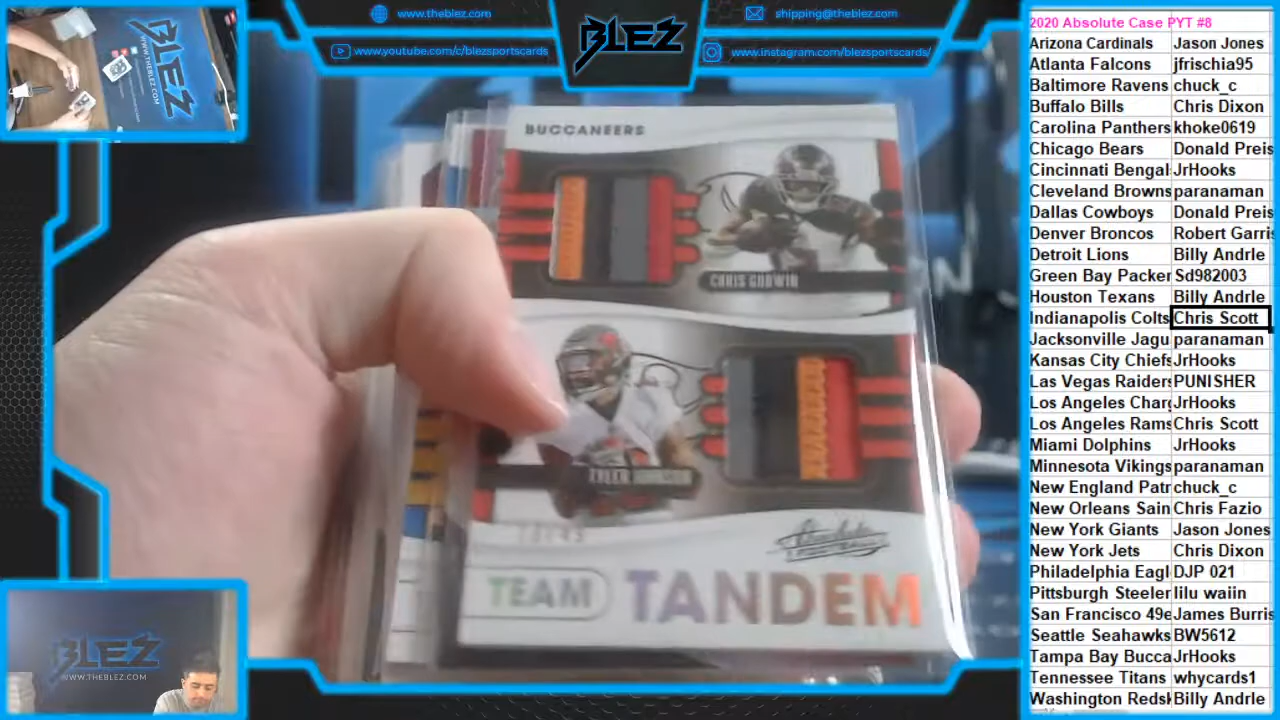 www.theblez.com
shipping@theblez.com
www.youtube.com/c/blezsportscards
www.instagram.com/blezsportscards/
BLEZ
BLEZ
WWW.THEBLEZ.COM
BUCCANEERS
CHRIS GODWIN
TYLER JOHNSON
Absolute
FOOTBALL
TEAM TANDEM
BLEZ
WWW.THEBLEZ.COM
2020 Absolute Case PYT #8
Arizona Cardinals Jason Jones
Atlanta Falcons jfrischia95
Baltimore Ravens chuck_c
Buffalo Bills Chris Dixon
Carolina Panthers khoke0619
Chicago Bears Donald Preis
Cincinnati Bengal JrHooks
Cleveland Browns paranaman
Dallas Cowboys Donald Preis
Denver Broncos Robert Garris
Detroit Lions Billy Andrle
Green Bay Packer Sd982003
Houston Texans Billy Andrle
Indianapolis Colts Chris Scott
Jacksonville Jagu paranaman
Kansas City Chiefs JrHooks
Las Vegas Raiders PUNISHER
Los Angeles Charg JrHooks
Los Angeles Rams Chris Scott
Miami Dolphins JrHooks
Minnesota Vikings paranaman
New England Patr chuck_c
New Orleans Sain Chris Fazio
New York Giants Jason Jones
New York Jets Chris Dixon
Philadelphia Eagl DJP 021
Pittsburgh Steeler lilu waiin
San Francisco 49e James Burris
Seattle Seahawks BW5612
Tampa Bay Bucca JrHooks
Tennessee Titans whycards1
Washington Redsk Billy Andrle